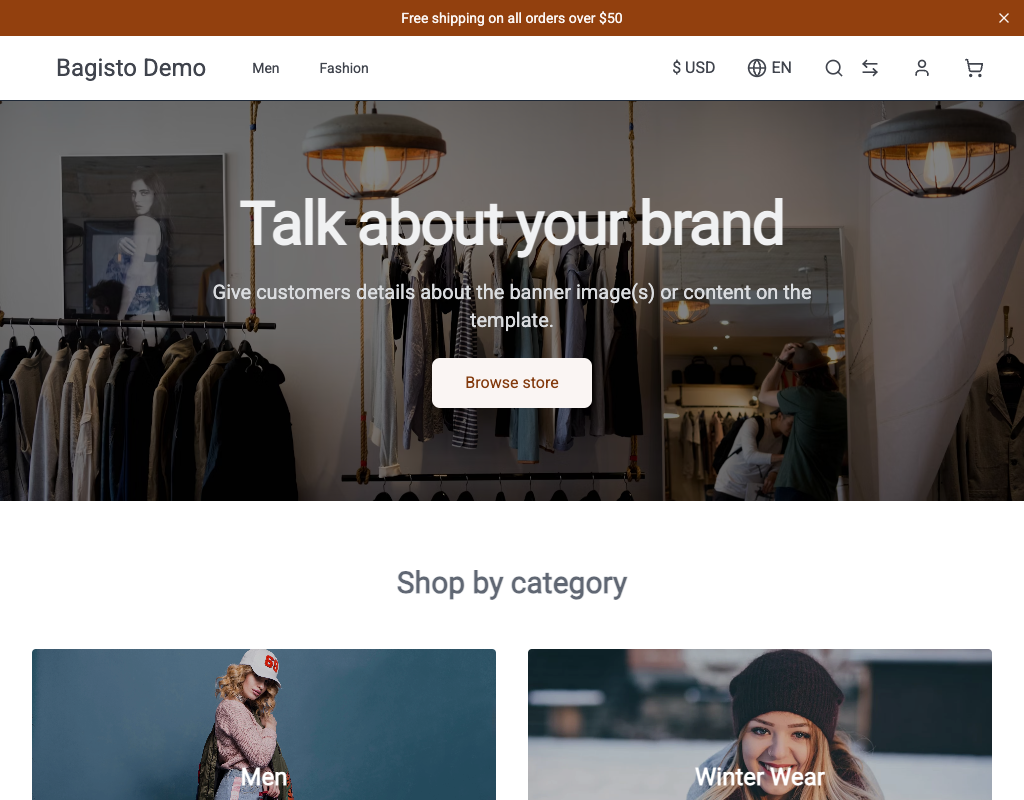 Free shipping on all orders over $50
Bagisto Demo
Men
Fashion
$ USD
EN
Talk about your brand
Give customers details about the banner image(s) or content on the
template.
Browse store
Shop by category
Men
Winter Wear